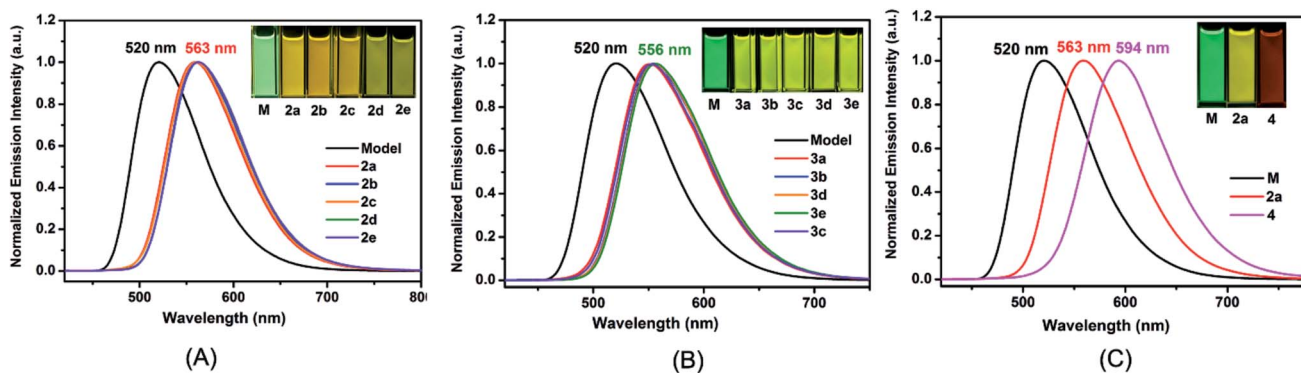 Normalized Emission Intensity (a.u.)
1.2
1.0
0.8
0.6
0.4
0.2
0.0
520 nm 563 nm
M 2a 2b 2c 2d 2e
Model
2a
2b
2c
2d
2e
500 600 700 800
Wavelength (nm)
(A)
Normalized Emission Intensity (a.u.)
1.2
1.0
0.8
0.6
0.4
0.2
0.0
520 nm 556 nm
M 3a 3b 3c 3d 3e
Model
3a
3b
3d
3e
3c
500 600 700
Wavelength (nm)
(B)
Normalized Emission Intensity (a.u.)
1.2
1.0
0.8
0.6
0.4
0.2
0.0
520 nm 563 nm 594 nm
M 2a 4
M
2a
4
500 600 700
Wavelength (nm)
(C)